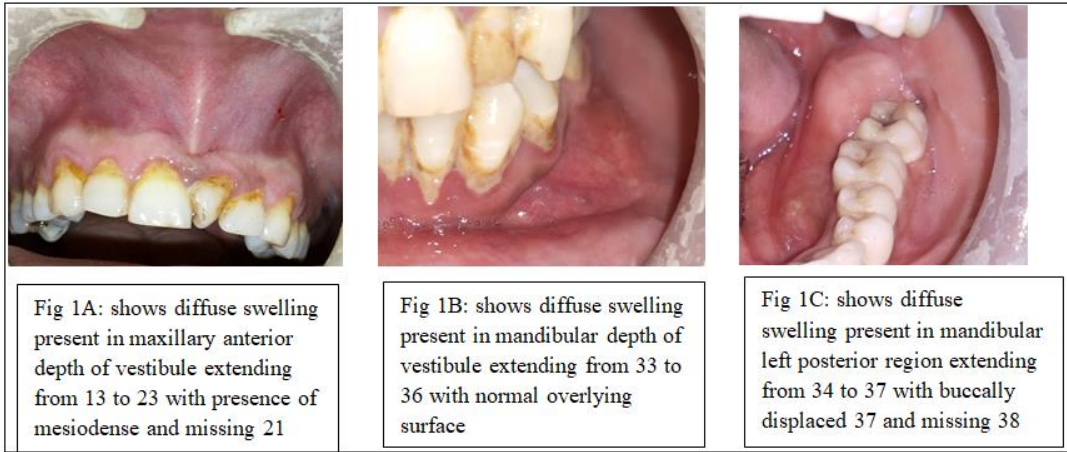 Fig 1A: shows diffuse swelling
present in maxillary anterior
depth of vestibule extending
from 13 to 23 with presence of
mesiodense and missing 21
Fig 1B: shows diffuse swelling
present in mandibular depth of
vestibule extending from 33 to
36 with normal overlying
surface
Fig 1C: shows diffuse
swelling present in mandibular
left posterior region extending
from 34 to 37 with buccally
displaced 37 and missing 38